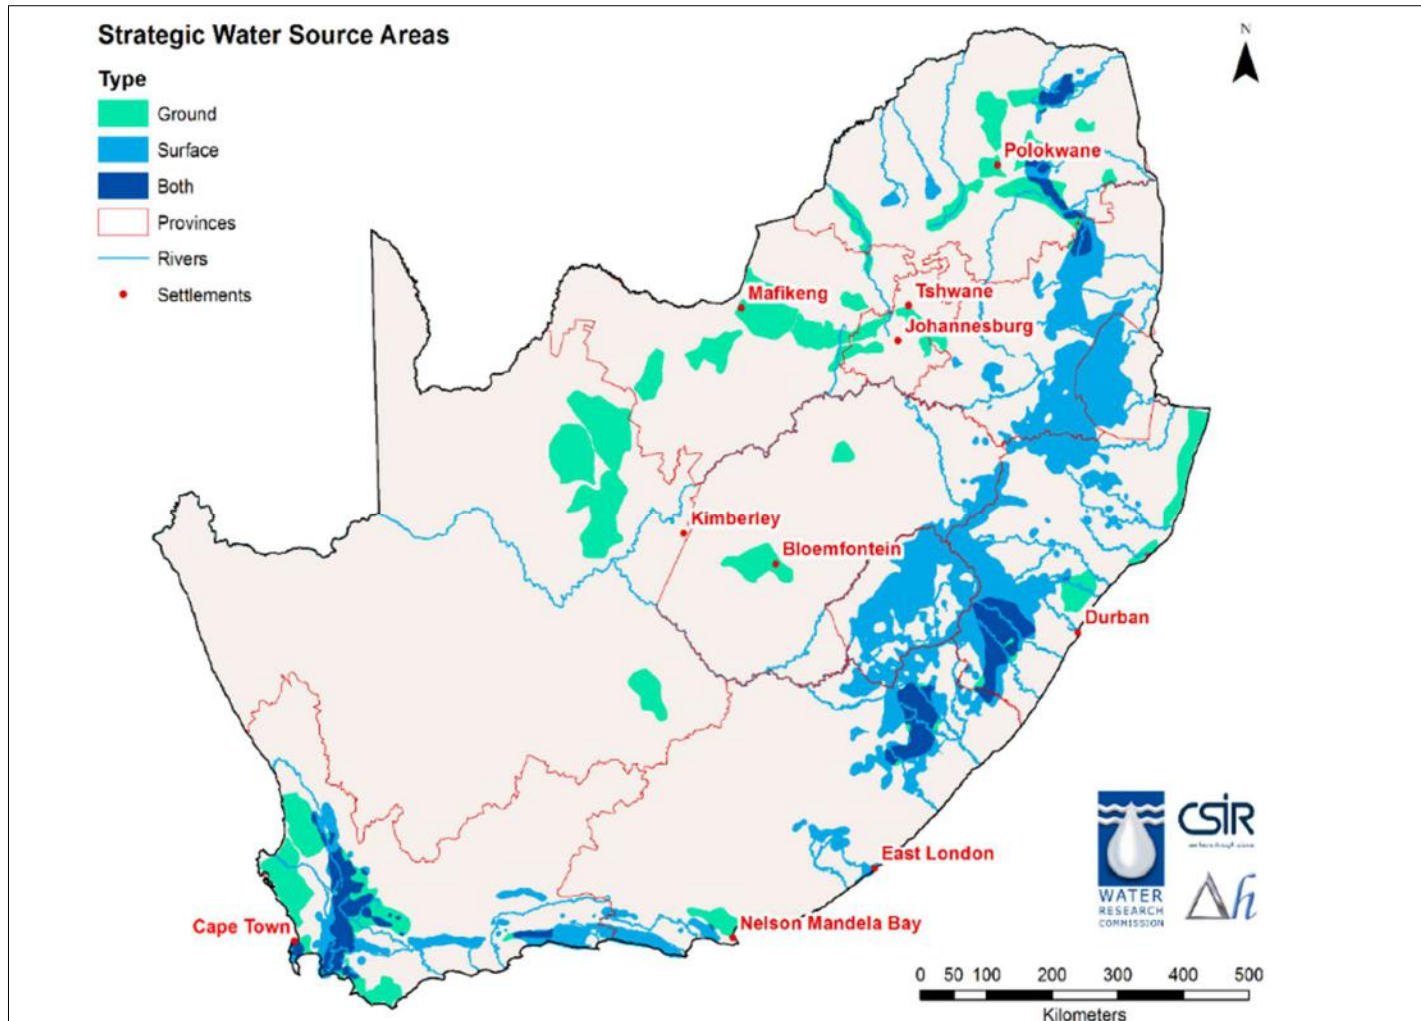 Strategic Water Source Areas
N
Type
Ground
Surface
Both
Provinces
Rivers
Settlements
Polokwane
Mafikeng
Tshwane
Johannesburg
Kimberley
Bloemfontein
Durban
East London
Cape Town
Nelson Mandela Bay
CSIR
WATER
RESEARCH
COMMISSION
0 50 100 200 300 400 500
Kilometers